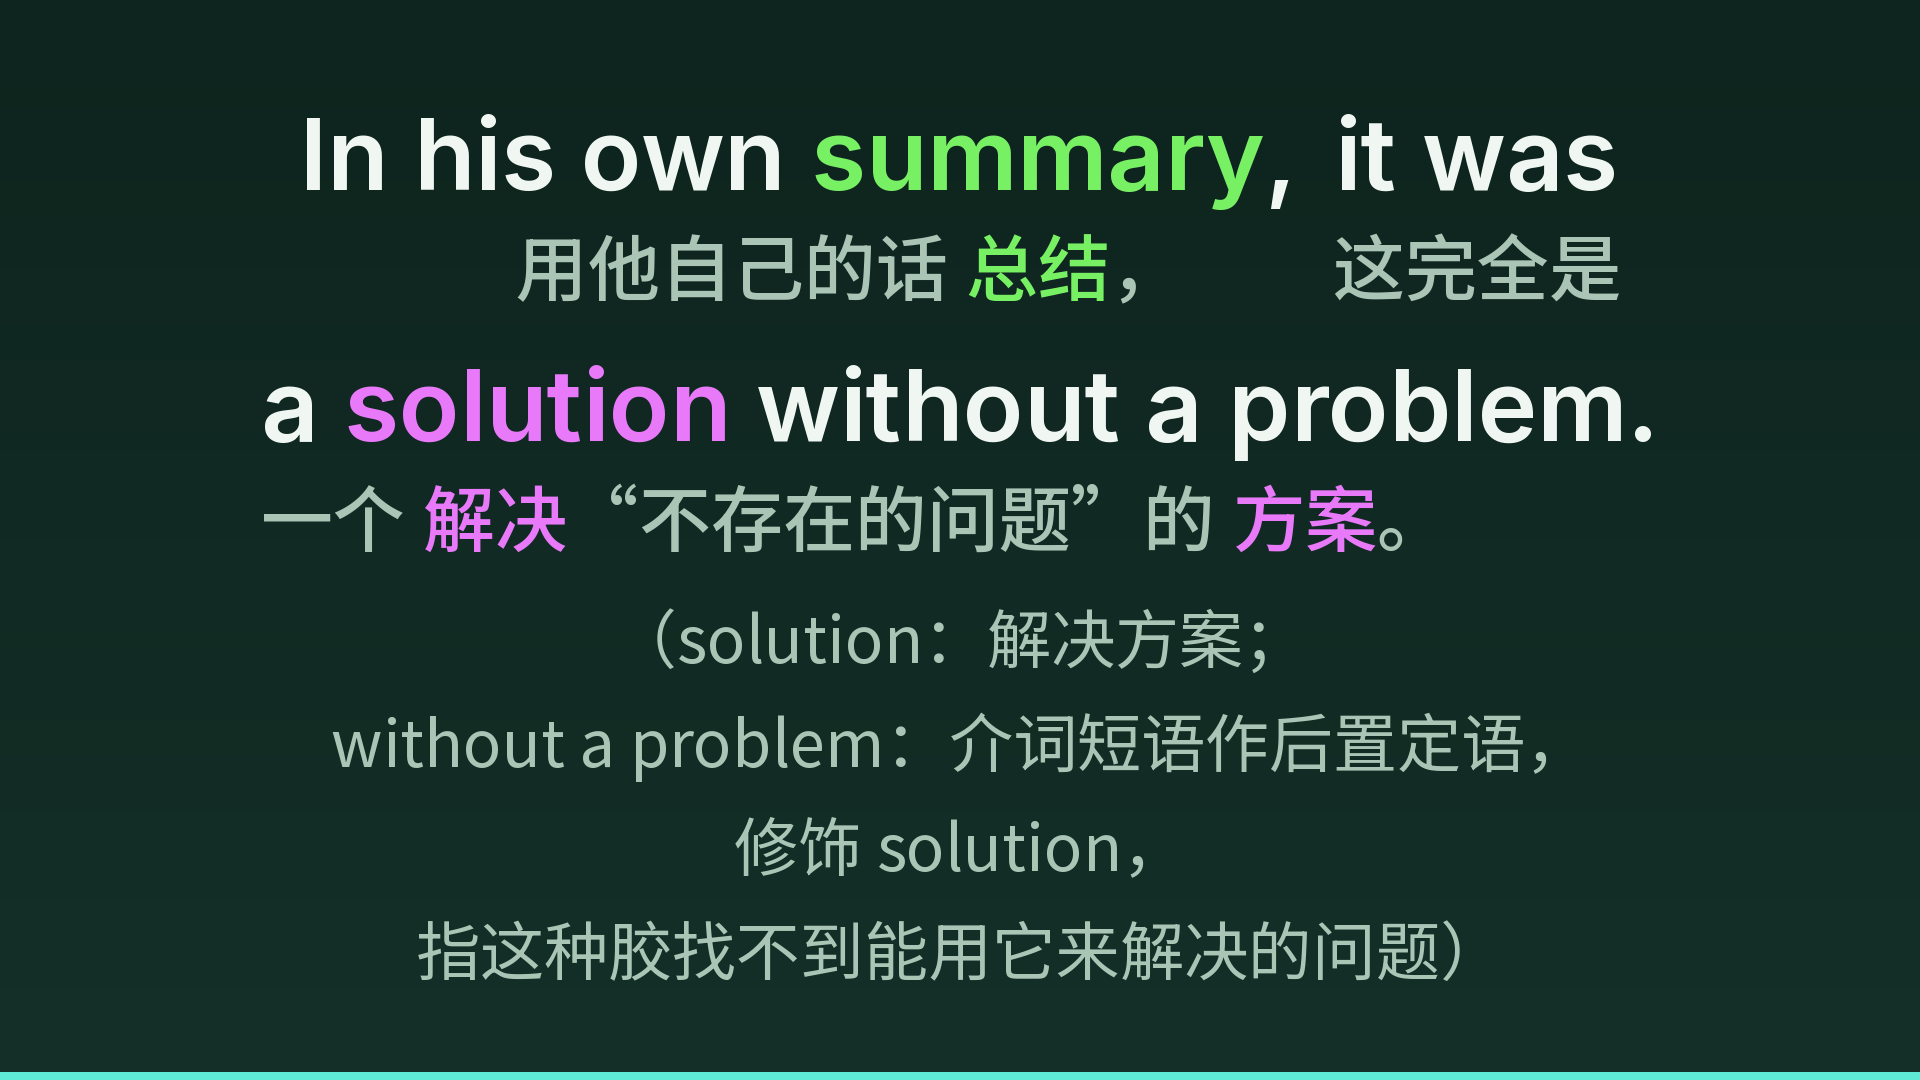 In his own summary, it was
用他自己的话 总结， 这完全是
a solution without a problem.
一个 解决 “不存在的问题” 的 方案。
（solution：解决方案；
without a problem：介词短语作后置定语，
修饰 solution，
指这种胶找不到能用它来解决的问题）